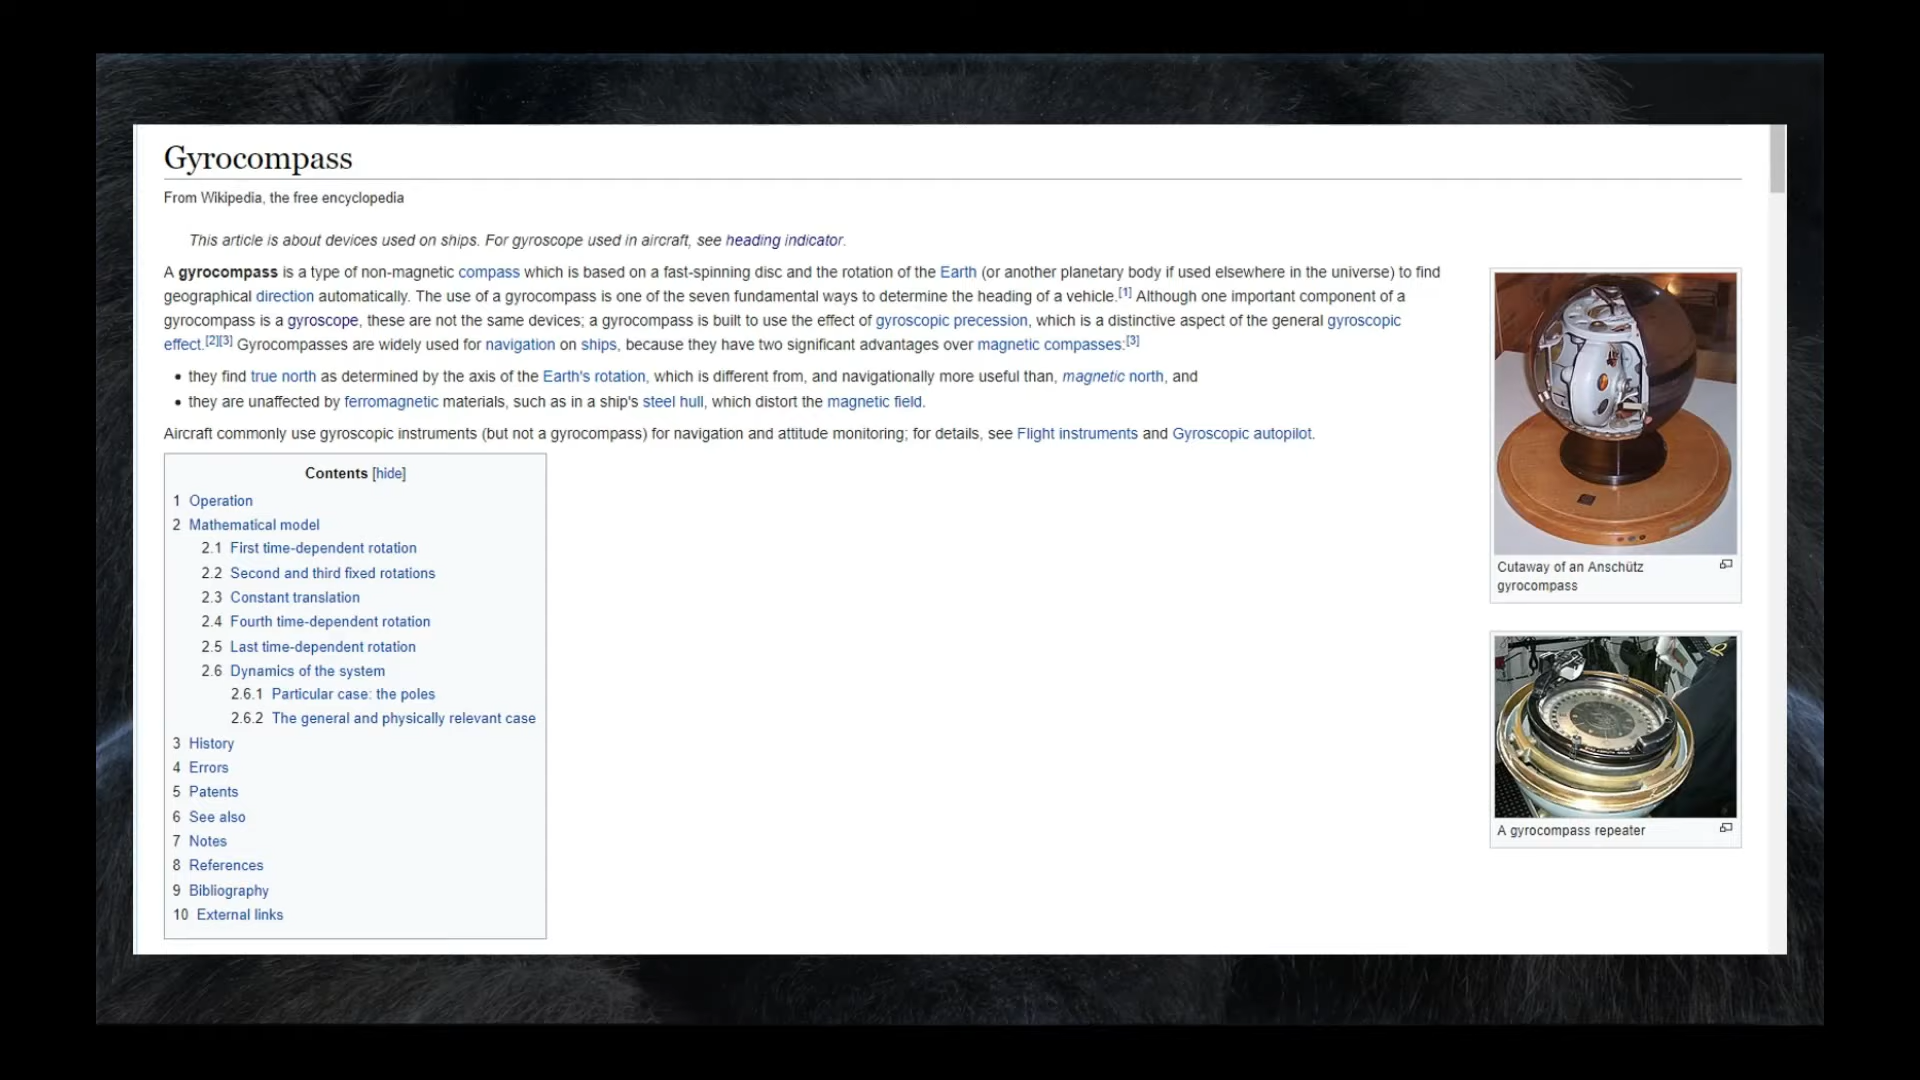 Gyrocompass
From Wikipedia, the free encyclopedia
This article is about devices used on ships. For gyroscope used in aircraft, see heading indicator.
A gyrocompass is a type of non-magnetic compass which is based on a fast-spinning disc and the rotation of the Earth (or another planetary body if used elsewhere in the universe) to find
geographical direction automatically. The use of a gyrocompass is one of the seven fundamental ways to determine the heading of a vehicle.[1] Although one important component of a
gyrocompass is a gyroscope, these are not the same devices; a gyrocompass is built to use the effect of gyroscopic precession, which is a distinctive aspect of the general gyroscopic
effect.[2][3] Gyrocompasses are widely used for navigation on ships, because they have two significant advantages over magnetic compasses:[3]
• they find true north as determined by the axis of the Earth's rotation, which is different from, and navigationally more useful than, magnetic north, and
• they are unaffected by ferromagnetic materials, such as in a ship's steel hull, which distort the magnetic field.
Aircraft commonly use gyroscopic instruments (but not a gyrocompass) for navigation and attitude monitoring; for details, see Flight instruments and Gyroscopic autopilot.
Contents [hide]
1 Operation
2 Mathematical model
2.1 First time-dependent rotation
2.2 Second and third fixed rotations
2.3 Constant translation
2.4 Fourth time-dependent rotation
2.5 Last time-dependent rotation
2.6 Dynamics of the system
2.6.1 Particular case: the poles
2.6.2 The general and physically relevant case
3 History
4 Errors
5 Patents
6 See also
7 Notes
8 References
9 Bibliography
10 External links
Cutaway of an Anschütz
gyrocompass
A gyrocompass repeater